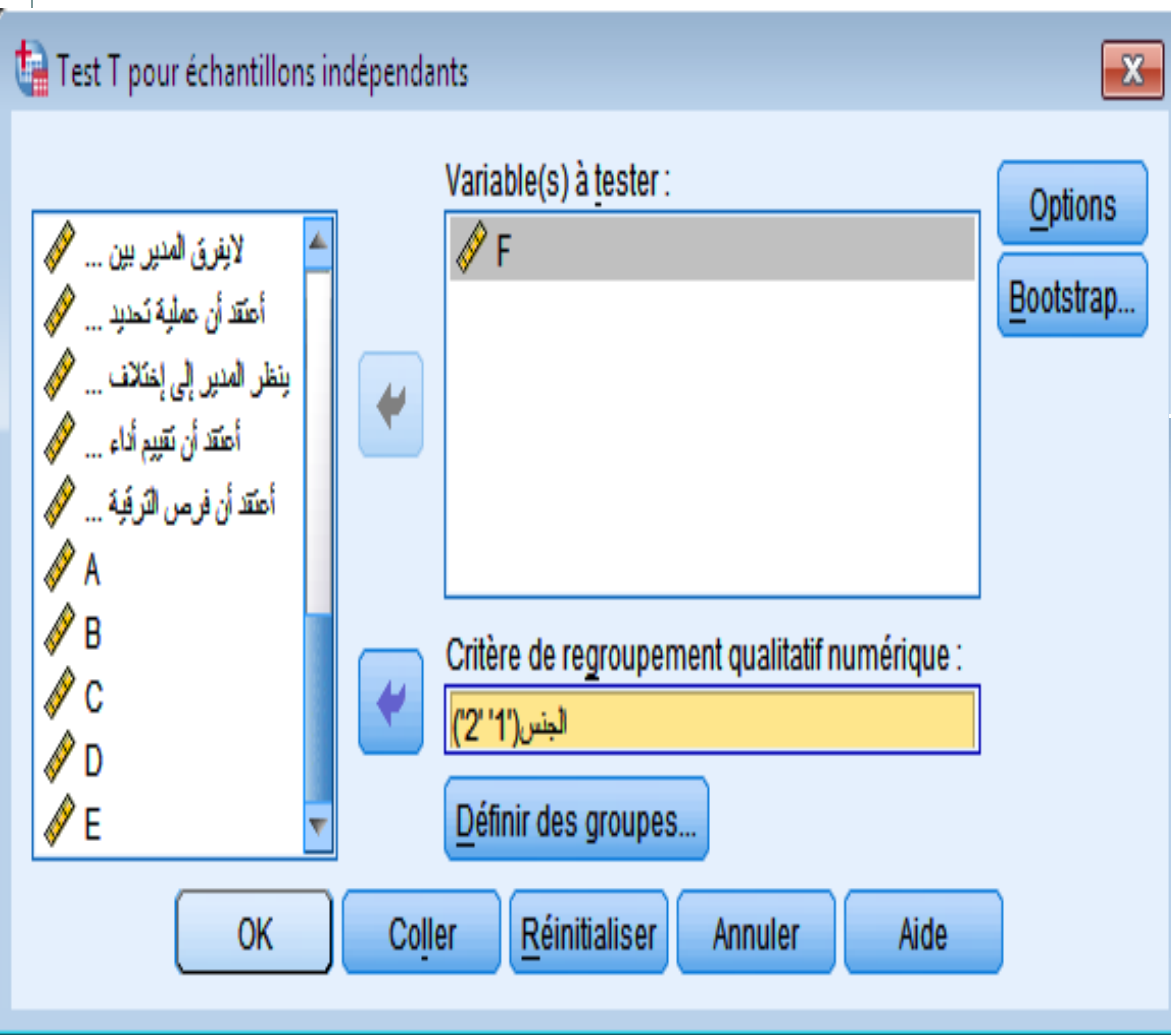 Test T pour échantillons indépendants
Variable(s) à tester :
Options
Bootstrap...
لايفرق المدير بين ...
أعتقد أن عملية تحديد ...
ينظر المدير إلى إختلاف ...
أعتقد أن تقييم أداء ...
أعتقد أن فرص الترقية ...
A
B
C
D
E
F
Critère de regroupement qualitatif numérique :
الجنس('1' '2')
Définir des groupes...
OK
Coller
Réinitialiser
Annuler
Aide